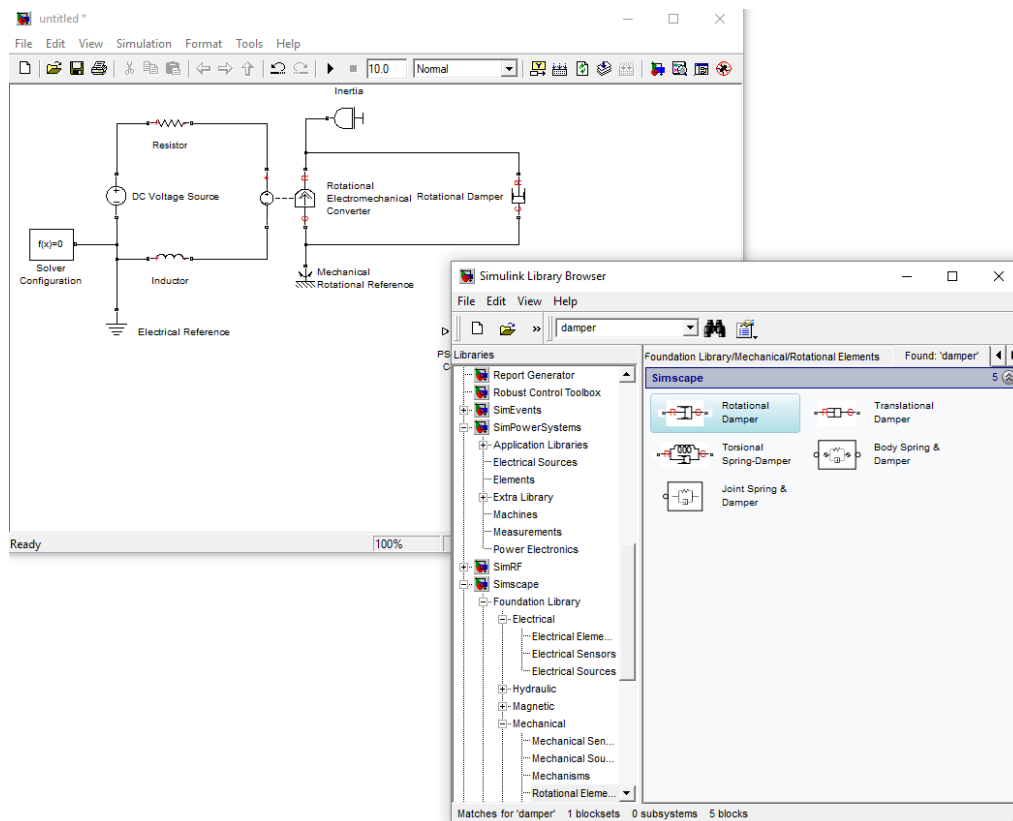 untitled *
File Edit View Simulation Format Tools Help
10.0 Normal
Inertia
Resistor
DC Voltage Source
Rotational
Electromechanical
Converter
Rotational Damper
R
C
R
C
f(x)=0
Solver
Configuration
Inductor
Mechanical
Rotational Reference
Electrical Reference
PS
C
Ready
100%
Simulink Library Browser
File Edit View Help
» damper
Libraries
Report Generator
Robust Control Toolbox
SimEvents
SimPowerSystems
Application Libraries
Electrical Sources
Elements
Extra Library
Machines
Measurements
Power Electronics
SimRF
Simscape
Foundation Library
Electrical
Electrical Eleme...
Electrical Sensors
Electrical Sources
Hydraulic
Magnetic
Mechanical
Mechanical Sen...
Mechanical Sou...
Mechanisms
Rotational Eleme...
Foundation Library/Mechanical/Rotational Elements Found: 'damper'
Simscape 5
R C Rotational
Damper
R C Translational
Damper
R C Torsional
Spring-Damper
Body Spring &
Damper
Joint Spring &
Damper
Matches for 'damper' 1 blocksets 0 subsystems 5 blocks